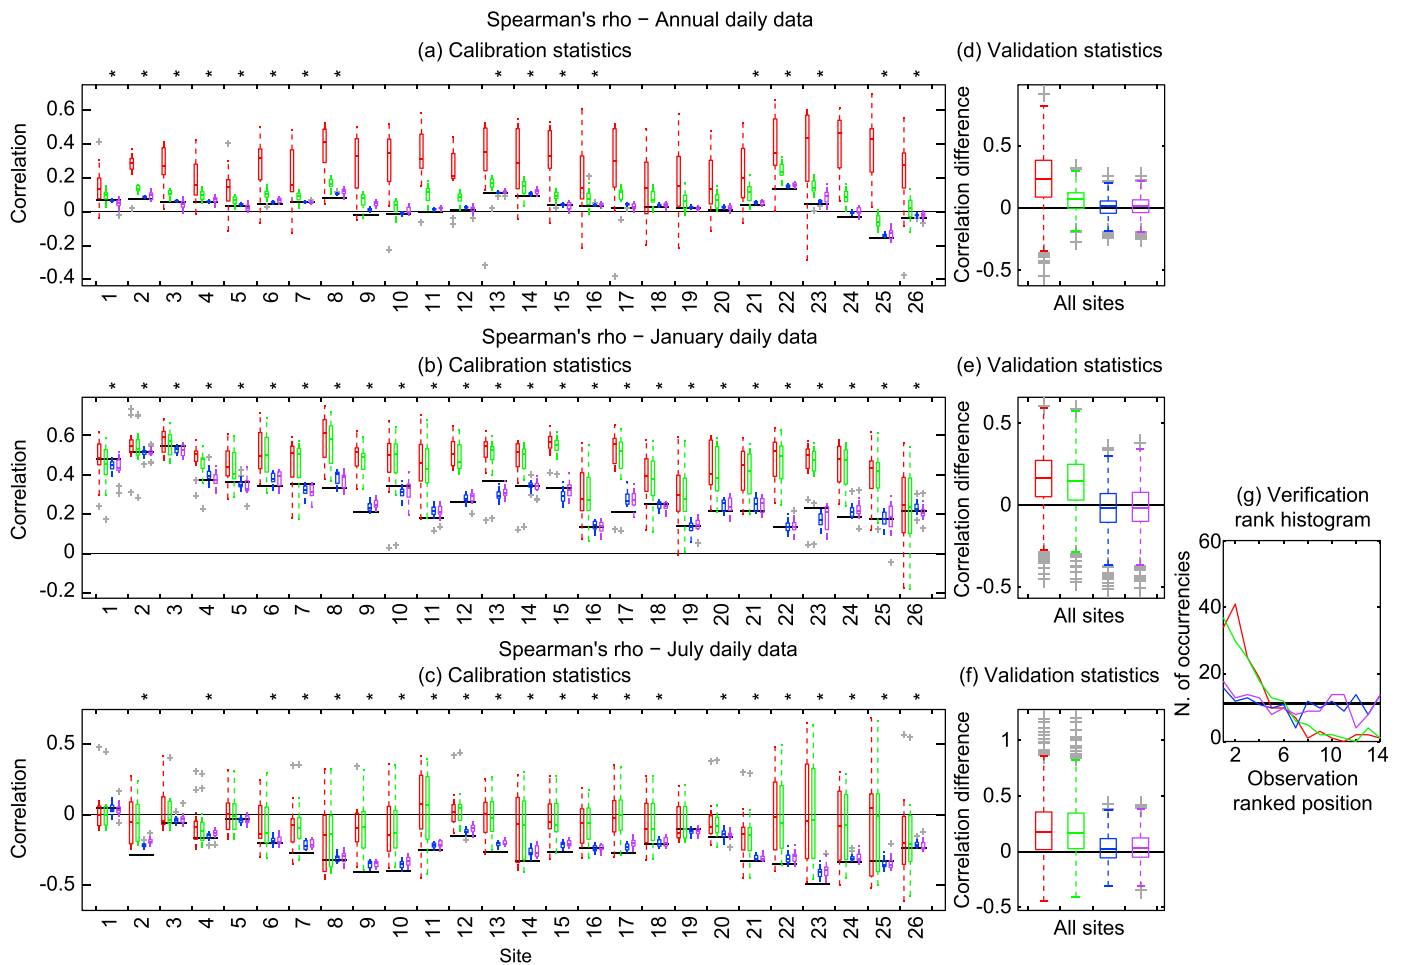 Spearman's rho − Annual daily data
(a) Calibration statistics
(d) Validation statistics
* * * * * * * * * * * * * * * * *
Correlation
0.6
0.4
0.2
0
-0.2
-0.4
1 2 3 4 5 6 7 8 9 10 11 12 13 14 15 16 17 18 19 20 21 22 23 24 25 26
Correlation difference
0.5
0
-0.5
All sites
Spearman's rho − January daily data
(b) Calibration statistics
(e) Validation statistics
* * * * * * * * * * * * * * * * * * * * * * * * * *
Correlation
0.6
0.4
0.2
0
-0.2
1 2 3 4 5 6 7 8 9 10 11 12 13 14 15 16 17 18 19 20 21 22 23 24 25 26
Correlation difference
0.5
0
-0.5
All sites
Spearman's rho − July daily data
(c) Calibration statistics
(f) Validation statistics
* * * * * * * * * * * * * * * * * * * * * *
Correlation
0.5
0
-0.5
1 2 3 4 5 6 7 8 9 10 11 12 13 14 15 16 17 18 19 20 21 22 23 24 25 26
Site
Correlation difference
1
0.5
0
-0.5
All sites
(g) Verification
rank histogram
N. of occurrencies
60
40
20
0
2 6 10 14
Observation
ranked position